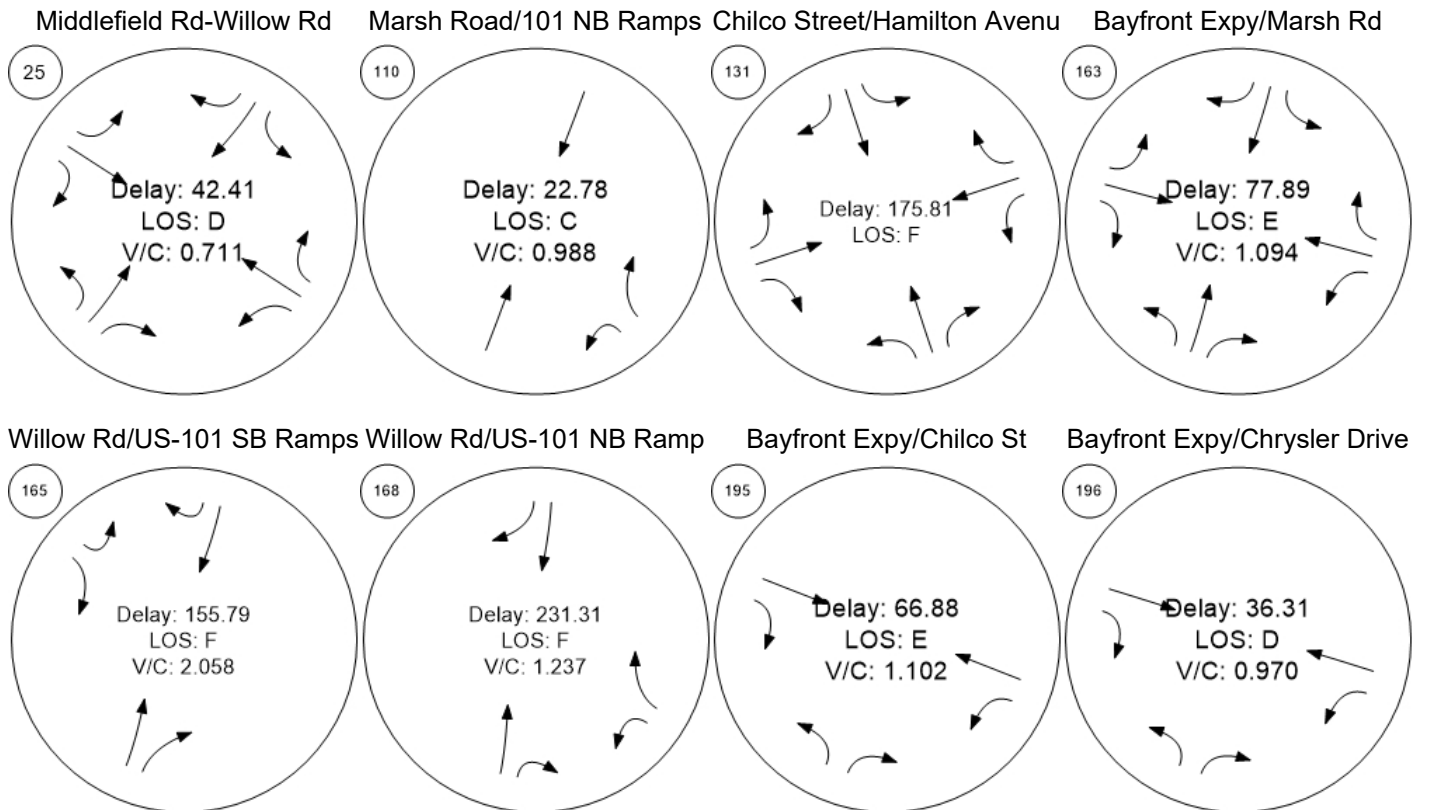 Middlefield Rd-Willow Rd
25
Delay: 42.41
LOS: D
V/C: 0.711
Marsh Road/101 NB Ramps
110
Delay: 22.78
LOS: C
V/C: 0.988
Chilco Street/Hamilton Avenu
131
Delay: 175.81
LOS: F
Bayfront Expy/Marsh Rd
163
Delay: 77.89
LOS: E
V/C: 1.094
Willow Rd/US-101 SB Ramps
165
Delay: 155.79
LOS: F
V/C: 2.058
Willow Rd/US-101 NB Ramp
168
Delay: 231.31
LOS: F
V/C: 1.237
Bayfront Expy/Chilco St
195
Delay: 66.88
LOS: E
V/C: 1.102
Bayfront Expy/Chrysler Drive
196
Delay: 36.31
LOS: D
V/C: 0.970